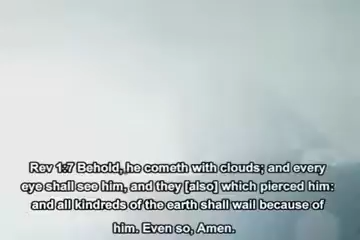 Rev 1:7 Behold, he cometh with clouds; and every
eye shall see him, and they [also] which pierced him:
and all kindreds of the earth shall wail because of
him. Even so, Amen.